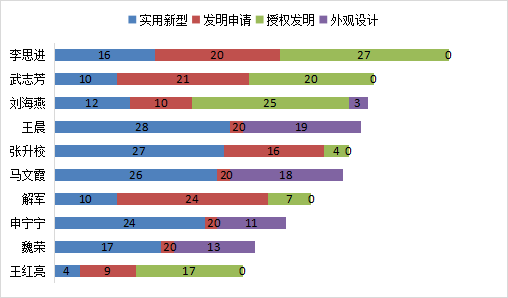 实用新型 发明申请 授权发明 外观设计
李思进 16 20 27 0
武志芳 10 21 20 0
刘海燕 12 10 25 3
王晨 28 20 19
张升校 27 16 4 0
马文霞 26 20 18
解军 10 24 7 0
申宁宁 24 20 11
魏荣 17 20 13
王红亮 4 9 17 0